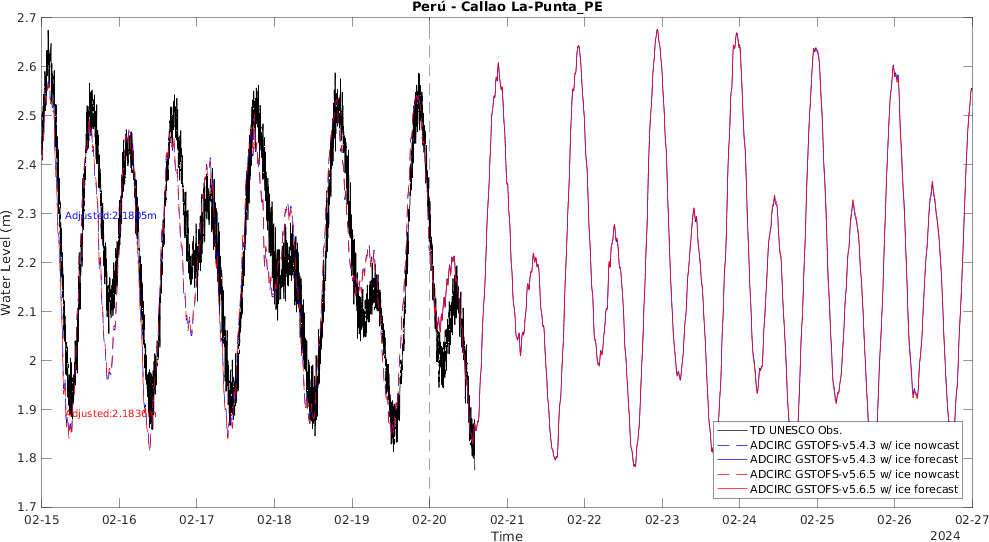 Perú - Callao La-Punta_PE
2.7
2.6
2.5
2.4
2.3
2.2
2.1
2
1.9
1.8
1.7
Water Level (m)
Adjusted:2.1805m
Adjusted:2.1836m
TD UNESCO Obs.
ADCIRC GSTOFS-v5.4.3 w/ ice nowcast
ADCIRC GSTOFS-v5.4.3 w/ ice forecast
ADCIRC GSTOFS-v5.6.5 w/ ice nowcast
ADCIRC GSTOFS-v5.6.5 w/ ice forecast
02-15 02-16 02-17 02-18 02-19 02-20 02-21 02-22 02-23 02-24 02-25 02-26 02-27
Time
2024